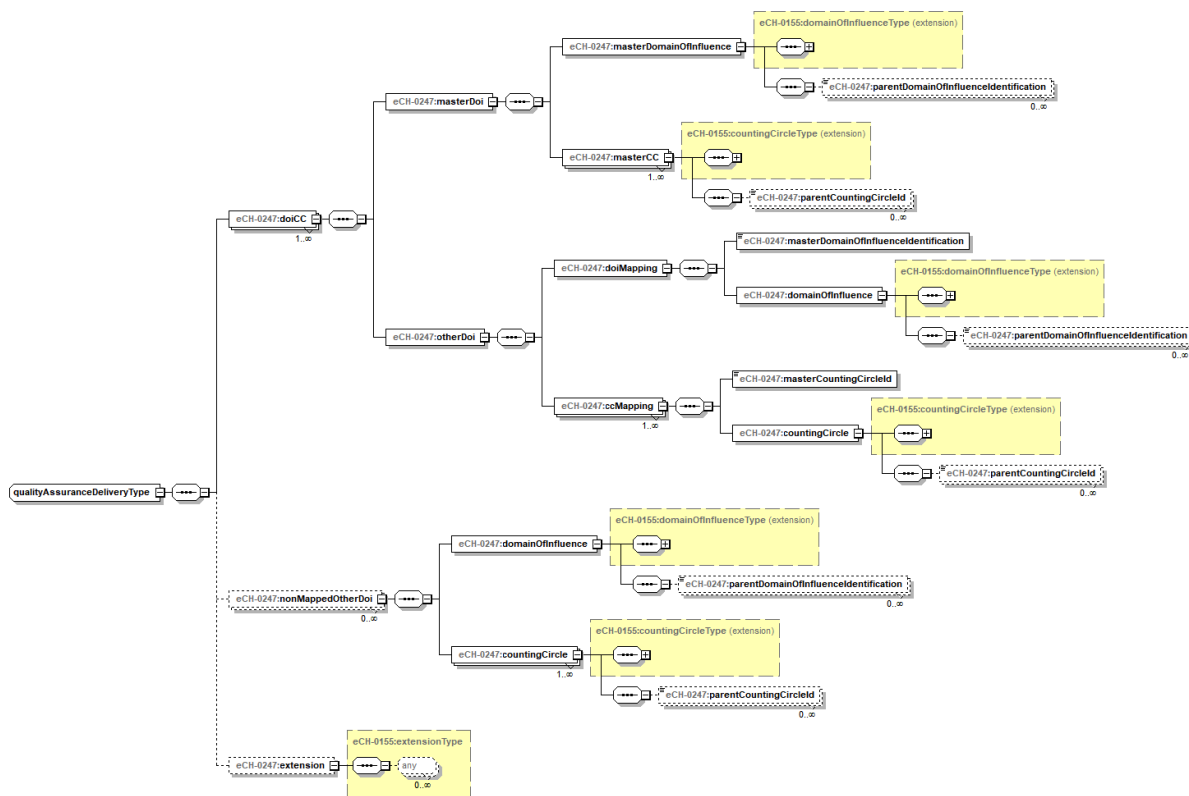 eCH-0155:domainOfInfluenceType (extension)
eCH-0247:masterDomainOfInfluence
eCH-0247:parentDomainOfInfluenceIdentification
0..∞
eCH-0247:masterDoi
eCH-0155:countingCircleType (extension)
eCH-0247:masterCC
1..∞
eCH-0247:parentCountingCircleId
0..∞
eCH-0247:doiCC
1..∞
eCH-0247:masterDomainOfInfluenceIdentification
eCH-0247:doiMapping
eCH-0155:domainOfInfluenceType (extension)
eCH-0247:domainOfInfluence
eCH-0247:parentDomainOfInfluenceIdentification
0..∞
eCH-0247:otherDoi
eCH-0247:masterCountingCircleId
eCH-0247:ccMapping
1..∞
eCH-0155:countingCircleType (extension)
eCH-0247:countingCircle
eCH-0247:parentCountingCircleId
0..∞
qualityAssuranceDeliveryType
eCH-0155:domainOfInfluenceType (extension)
eCH-0247:domainOfInfluence
eCH-0247:parentDomainOfInfluenceIdentification
0..∞
eCH-0247:nonMappedOtherDoi
0..∞
eCH-0155:countingCircleType (extension)
eCH-0247:countingCircle
1..∞
eCH-0247:parentCountingCircleId
0..∞
eCH-0155:extensionType
eCH-0247:extension
any
0..∞